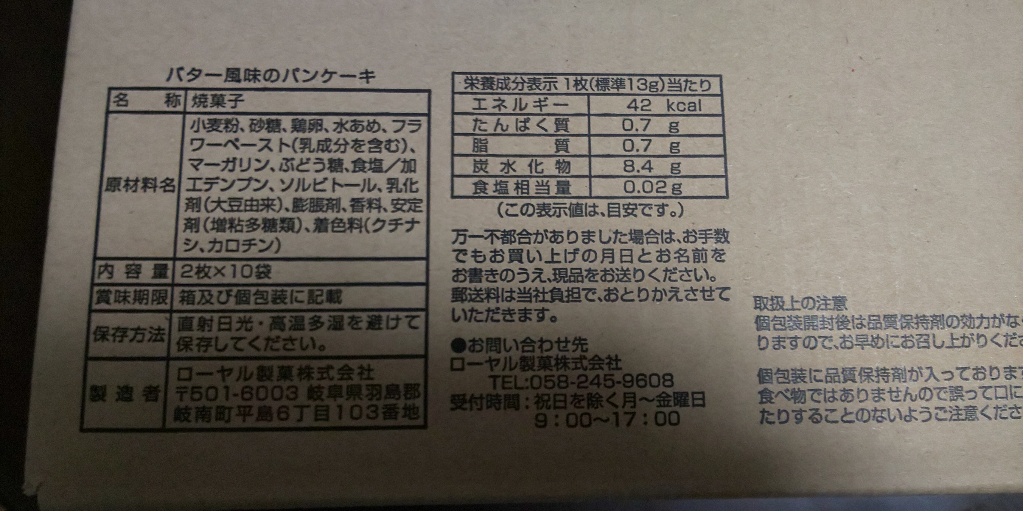 バター風味のパンケーキ
名称 焼菓子
原材料名 小麦粉、砂糖、鶏卵、水あめ、フラ
ワーペースト(乳成分を含む)、
マーガリン、ぶどう糖、食塩/加
工デンプン、ソルビトール、乳化
剤(大豆由来)、膨脹剤、香料、安定
剤(増粘多糖類)、着色料(クチナ
シ、カロチン)
内容量 2枚×10袋
賞味期限 箱及び個包装に記載
保存方法 直射日光・高温多湿を避けて
保存してください。
製造者 ローヤル製菓株式会社
〒501-6003 岐阜県羽島郡
岐南町平島6丁目103番地
栄養成分表示 1枚(標準13g)当たり
エネルギー 42 kcal
たんぱく質 0.7 g
脂質 0.7 g
炭水化物 8.4 g
食塩相当量 0.02 g
(この表示値は、目安です。)
万一不都合がありました場合は、お手数
でもお買い上げの月日とお名前を
お書きのうえ、現品をお送りください。
郵送料は当社負担で、おとりかえさせて
いただきます。
●お問い合わせ先
ローヤル製菓株式会社
TEL:058-245-9608
受付時間:祝日を除く月〜金曜日
9:00〜17:00
取扱上の注意
個包装開封後は品質保持剤の効力がな
りますので、お早めにお召し上がりくださ
個包装に品質保持剤が入っております
食べ物ではありませんので誤って口に
たりすることのないようご注意くださ